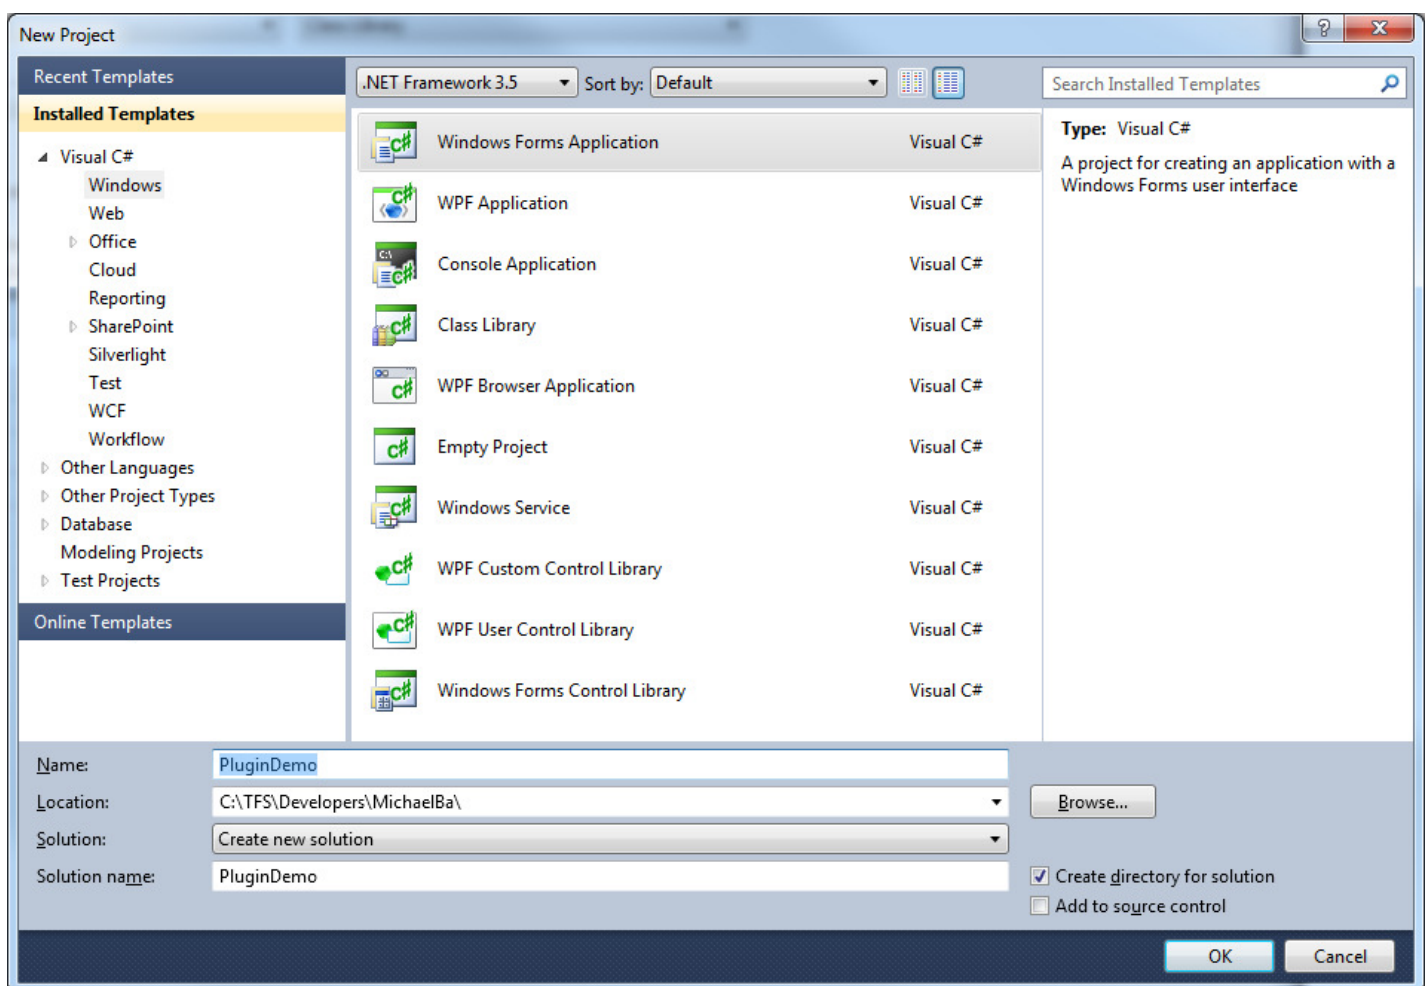 New Project
?
Recent Templates
Installed Templates
Visual C#
Windows
Web
Office
Cloud
Reporting
SharePoint
Silverlight
Test
WCF
Workflow
Other Languages
Other Project Types
Database
Modeling Projects
Test Projects
Online Templates
.NET Framework 3.5 Sort by: Default
Windows Forms Application Visual C#
WPF Application Visual C#
Console Application Visual C#
Class Library Visual C#
WPF Browser Application Visual C#
Empty Project Visual C#
Windows Service Visual C#
WPF Custom Control Library Visual C#
WPF User Control Library Visual C#
Windows Forms Control Library Visual C#
Search Installed Templates
Type: Visual C#
A project for creating an application with a
Windows Forms user interface
Name: PluginDemo
Location: C:\TFS\Developers\MichaelBa\ Browse...
Solution: Create new solution
Solution name: PluginDemo
Create directory for solution
Add to source control
OK Cancel